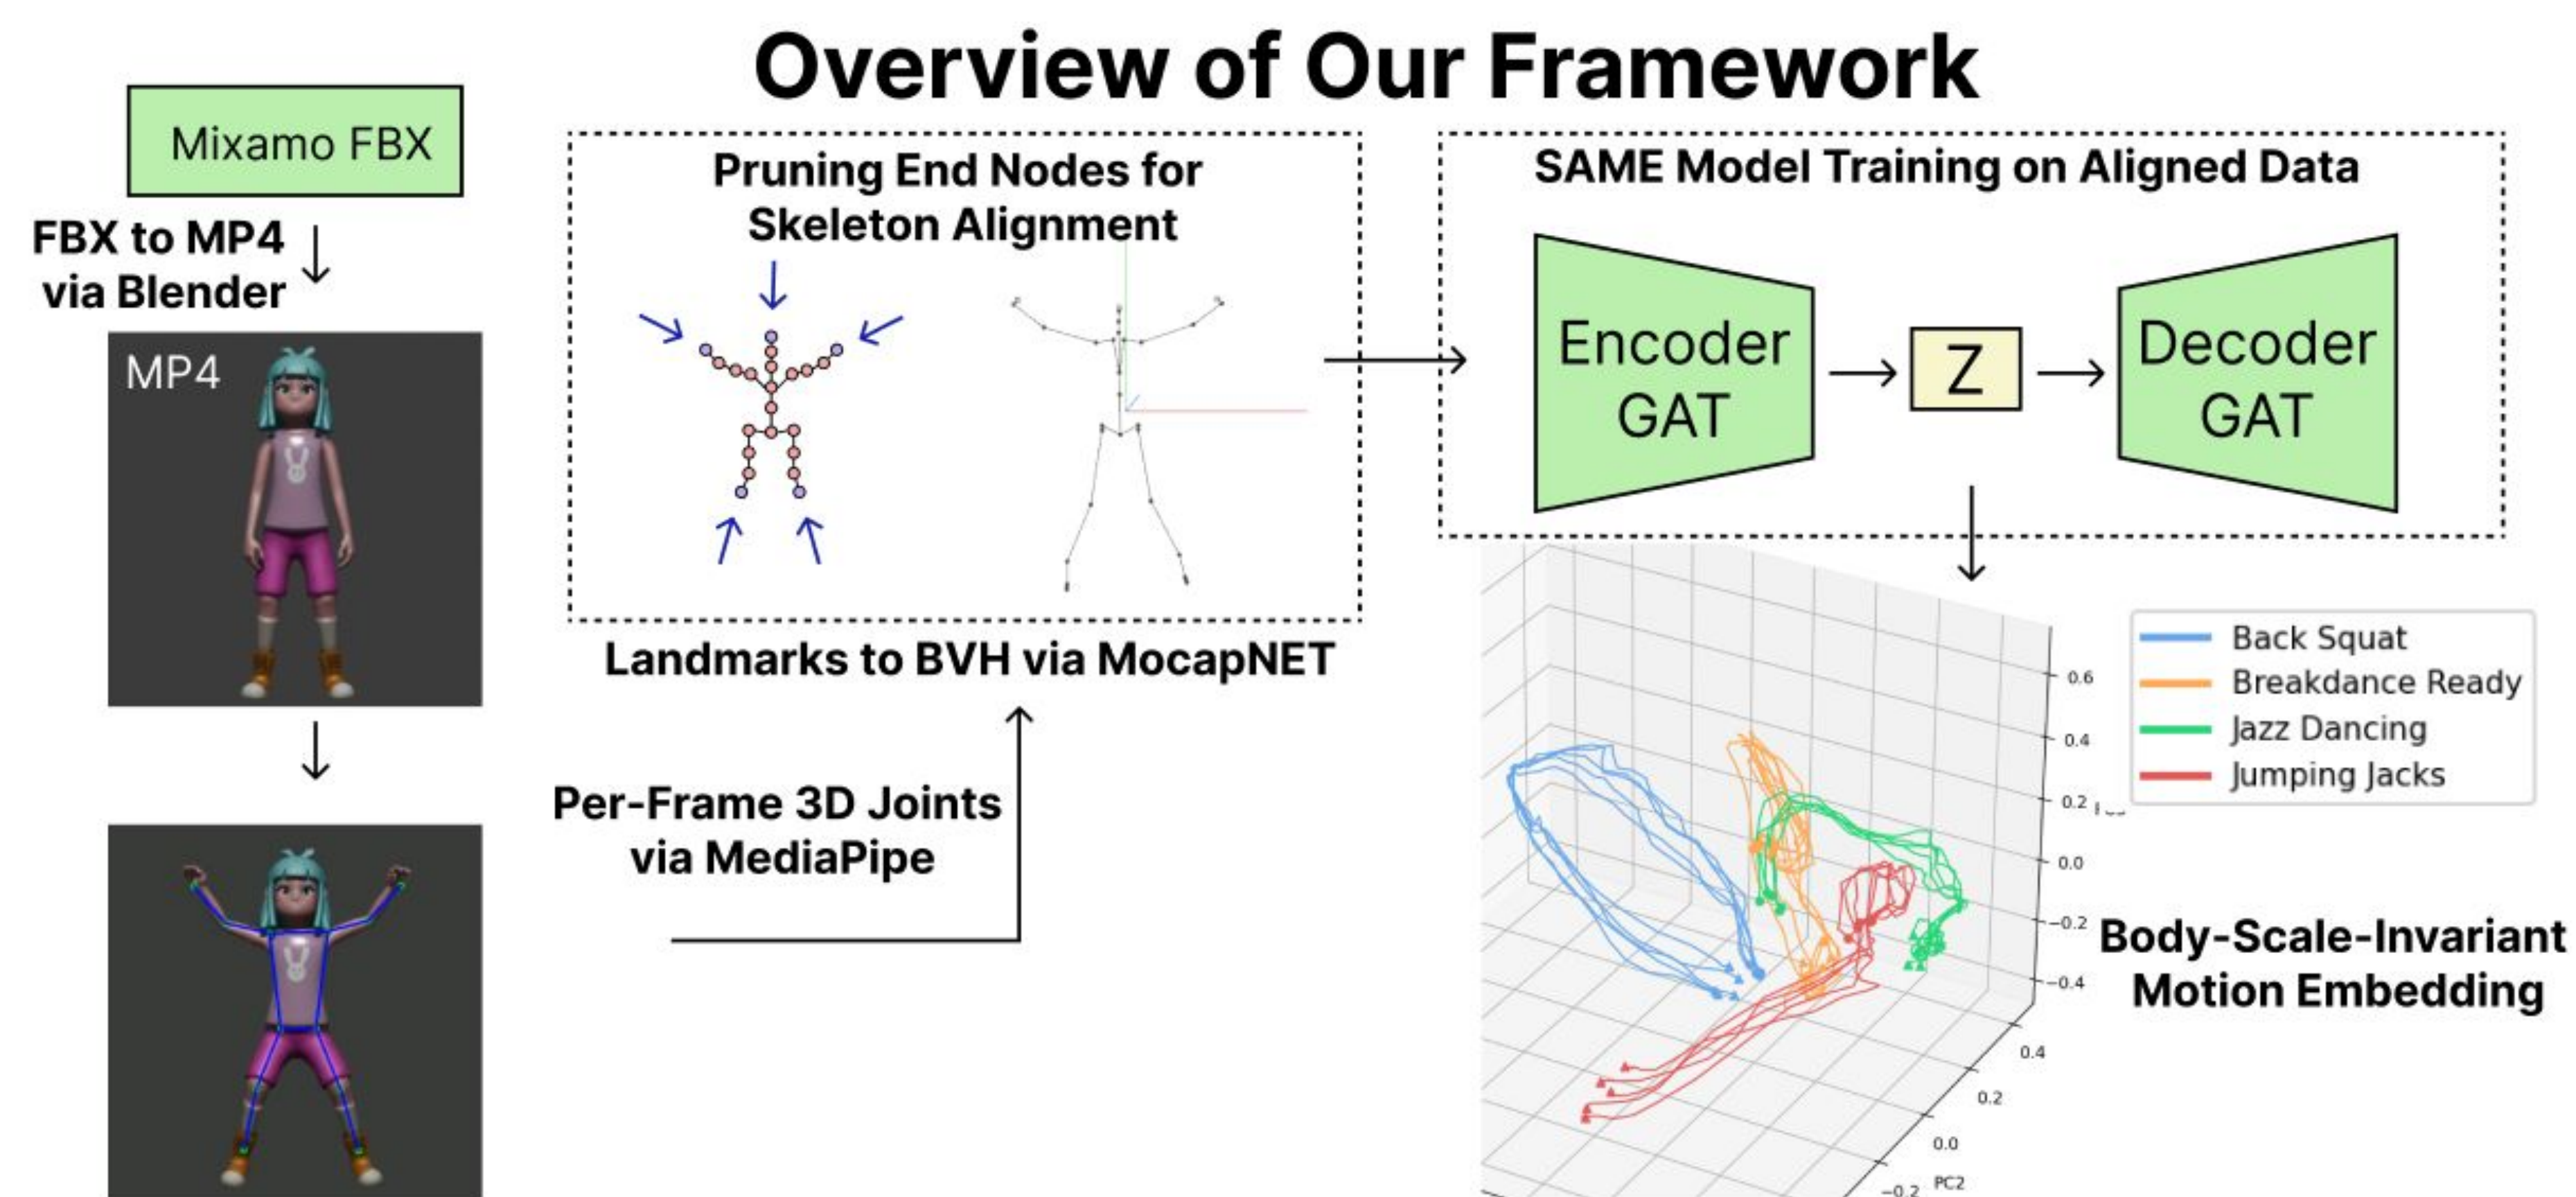 Overview of Our Framework
Mixamo FBX
FBX to MP4
via Blender
MP4
Pruning End Nodes for
Skeleton Alignment
Landmarks to BVH via MocapNET
Per-Frame 3D Joints
via MediaPipe
SAME Model Training on Aligned Data
Encoder
GAT
Z
Decoder
GAT
Back Squat
Breakdance Ready
Jazz Dancing
Jumping Jacks
0.6
0.4
0.2
0.0
−0.2
−0.4
0.4
0.2
0.0
−0.2
PC2
Body-Scale-Invariant
Motion Embedding